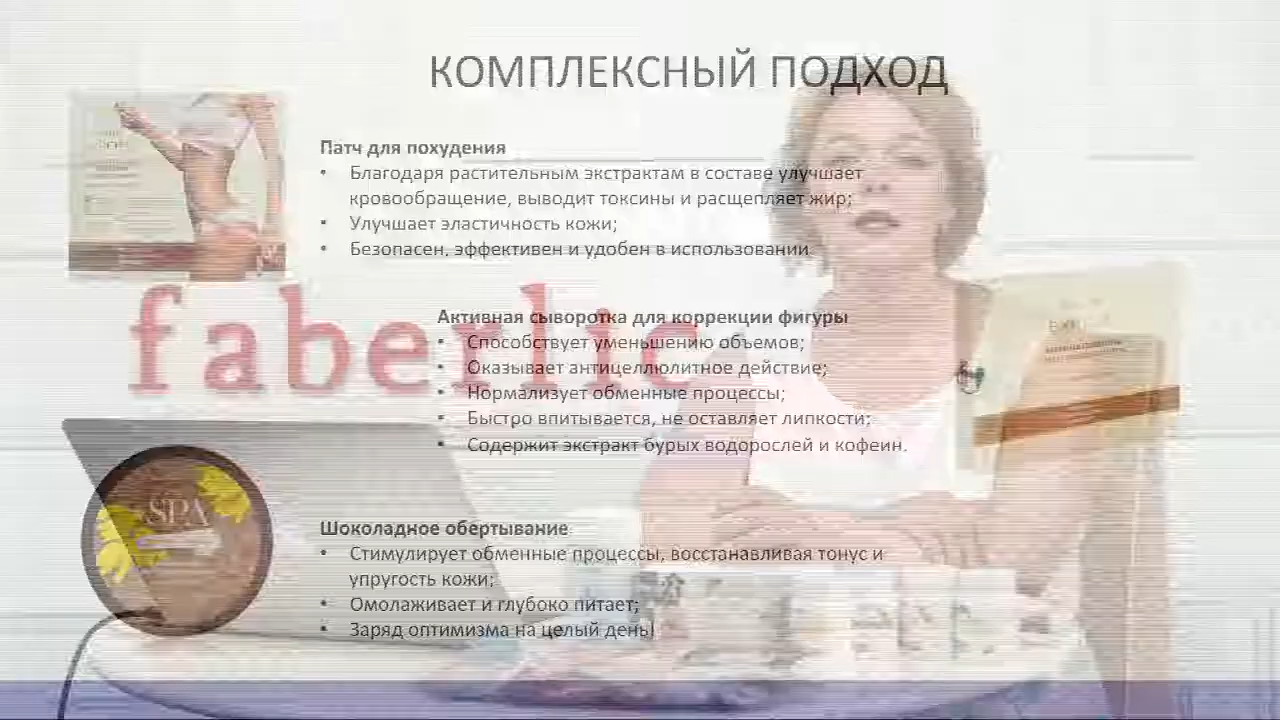 КОМПЛЕКСНЫЙ ПОДХОД
Патч для похудения
• Благодаря растительным экстрактам в составе улучшает
кровообращение, выводит токсины и расщепляет жир;
• Улучшает эластичность кожи;
• Безопасен, эффективен и удобен в использовании
faberlic
Активная сыворотка для коррекции фигуры
• Способствует уменьшению объемов;
• Оказывает антицеллюлитное действие;
• Нормализует обменные процессы;
• Быстро впитывается, не оставляет липкости;
• Содержит экстракт бурых водорослей и кофеин.
SPA
Шоколадное обертывание
• Стимулирует обменные процессы, восстанавливая тонус и
упругость кожи;
• Омолаживает и глубоко питает;
• Заряд оптимизма на целый день!